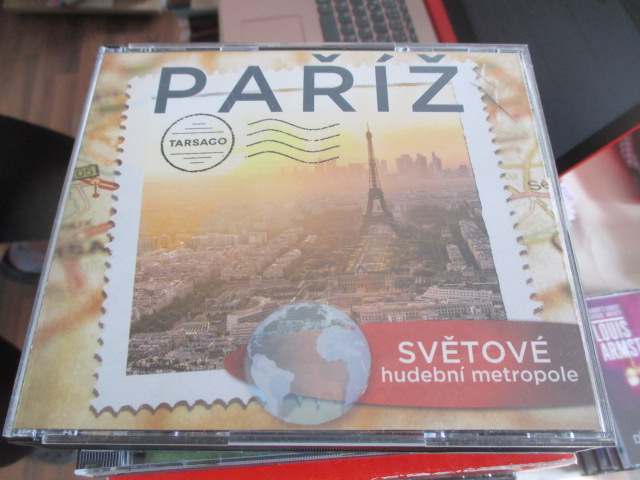 PAŘÍŽ
TARSAGO
SVĚTOVÉ
hudební metropole
LOUIS